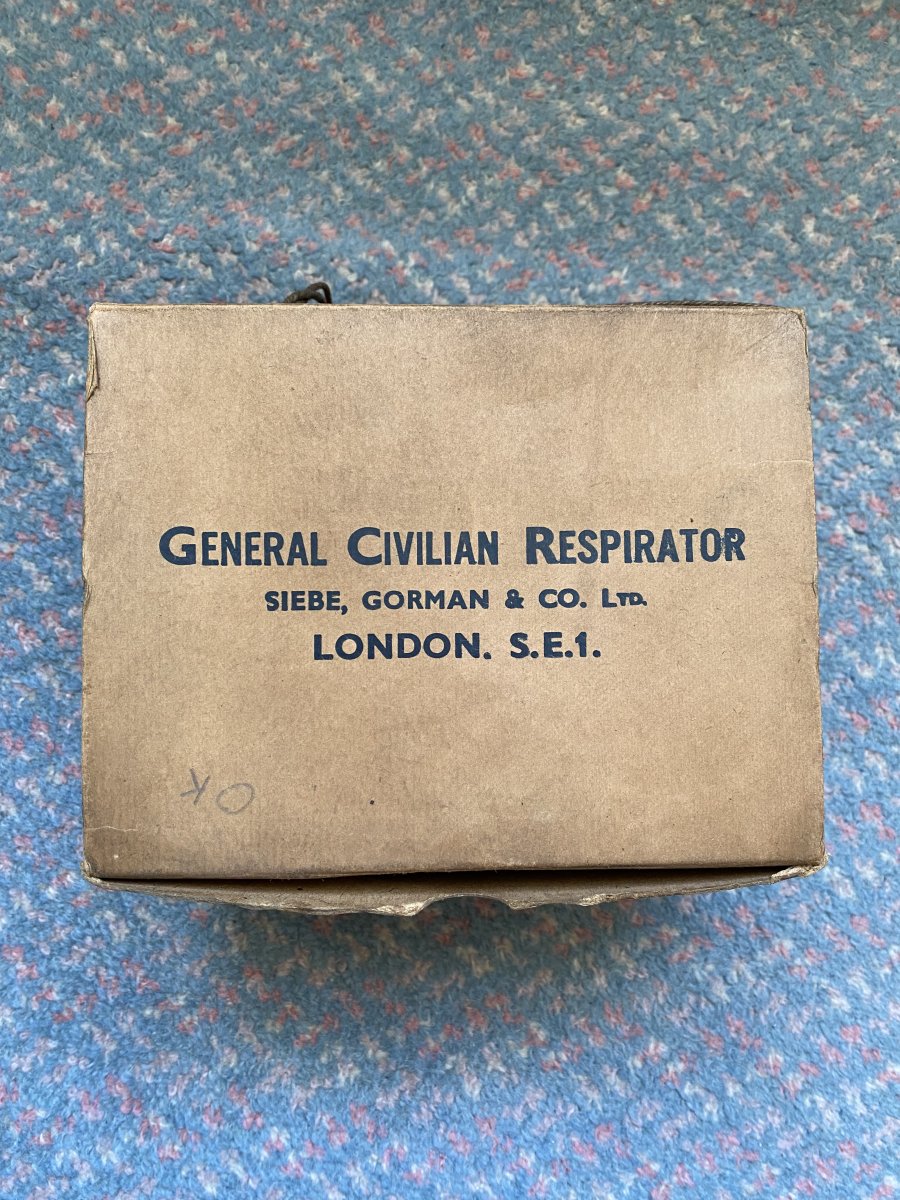 GENERAL CIVILIAN RESPIRATOR
SIEBE, GORMAN & CO. LTD.
LONDON. S.E.1.
OK